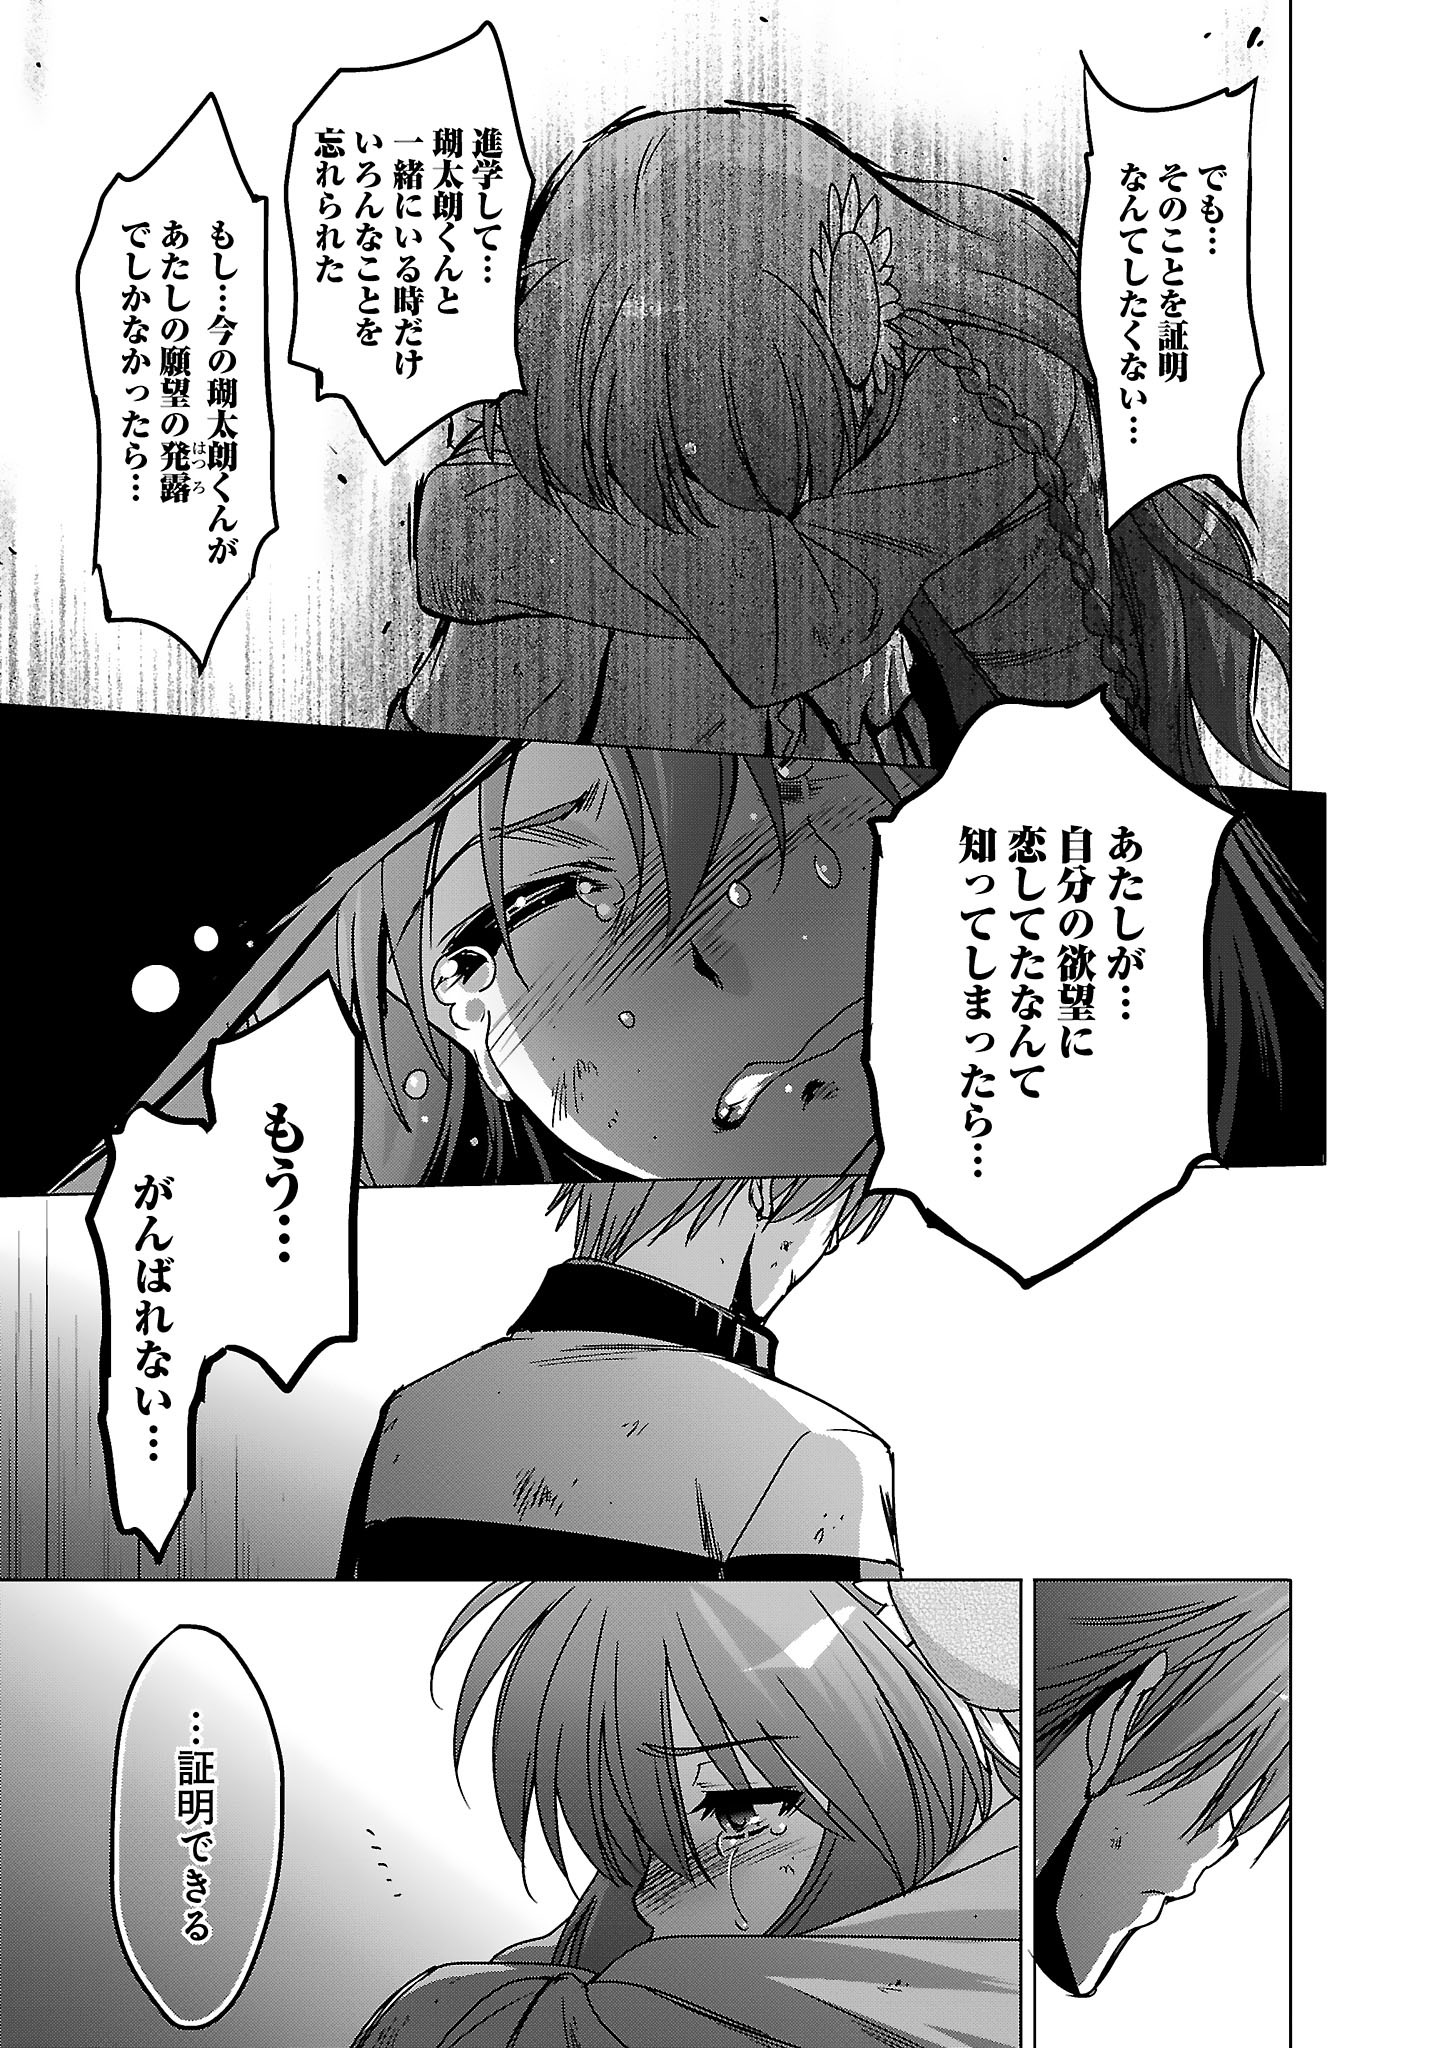 でも…
そのことを証明
なんてしたくない…
進学して…
瑚太朗くんと
一緒にいる時だけ
いろんなことを
忘れられた
もし…今の瑚太朗くんが
あたしの願望の発露
はつろ
でしかなかったら…
あたしが…
自分の欲望に
恋してたなんて
知ってしまったら…
もう…
がんばれない…
…証明できる